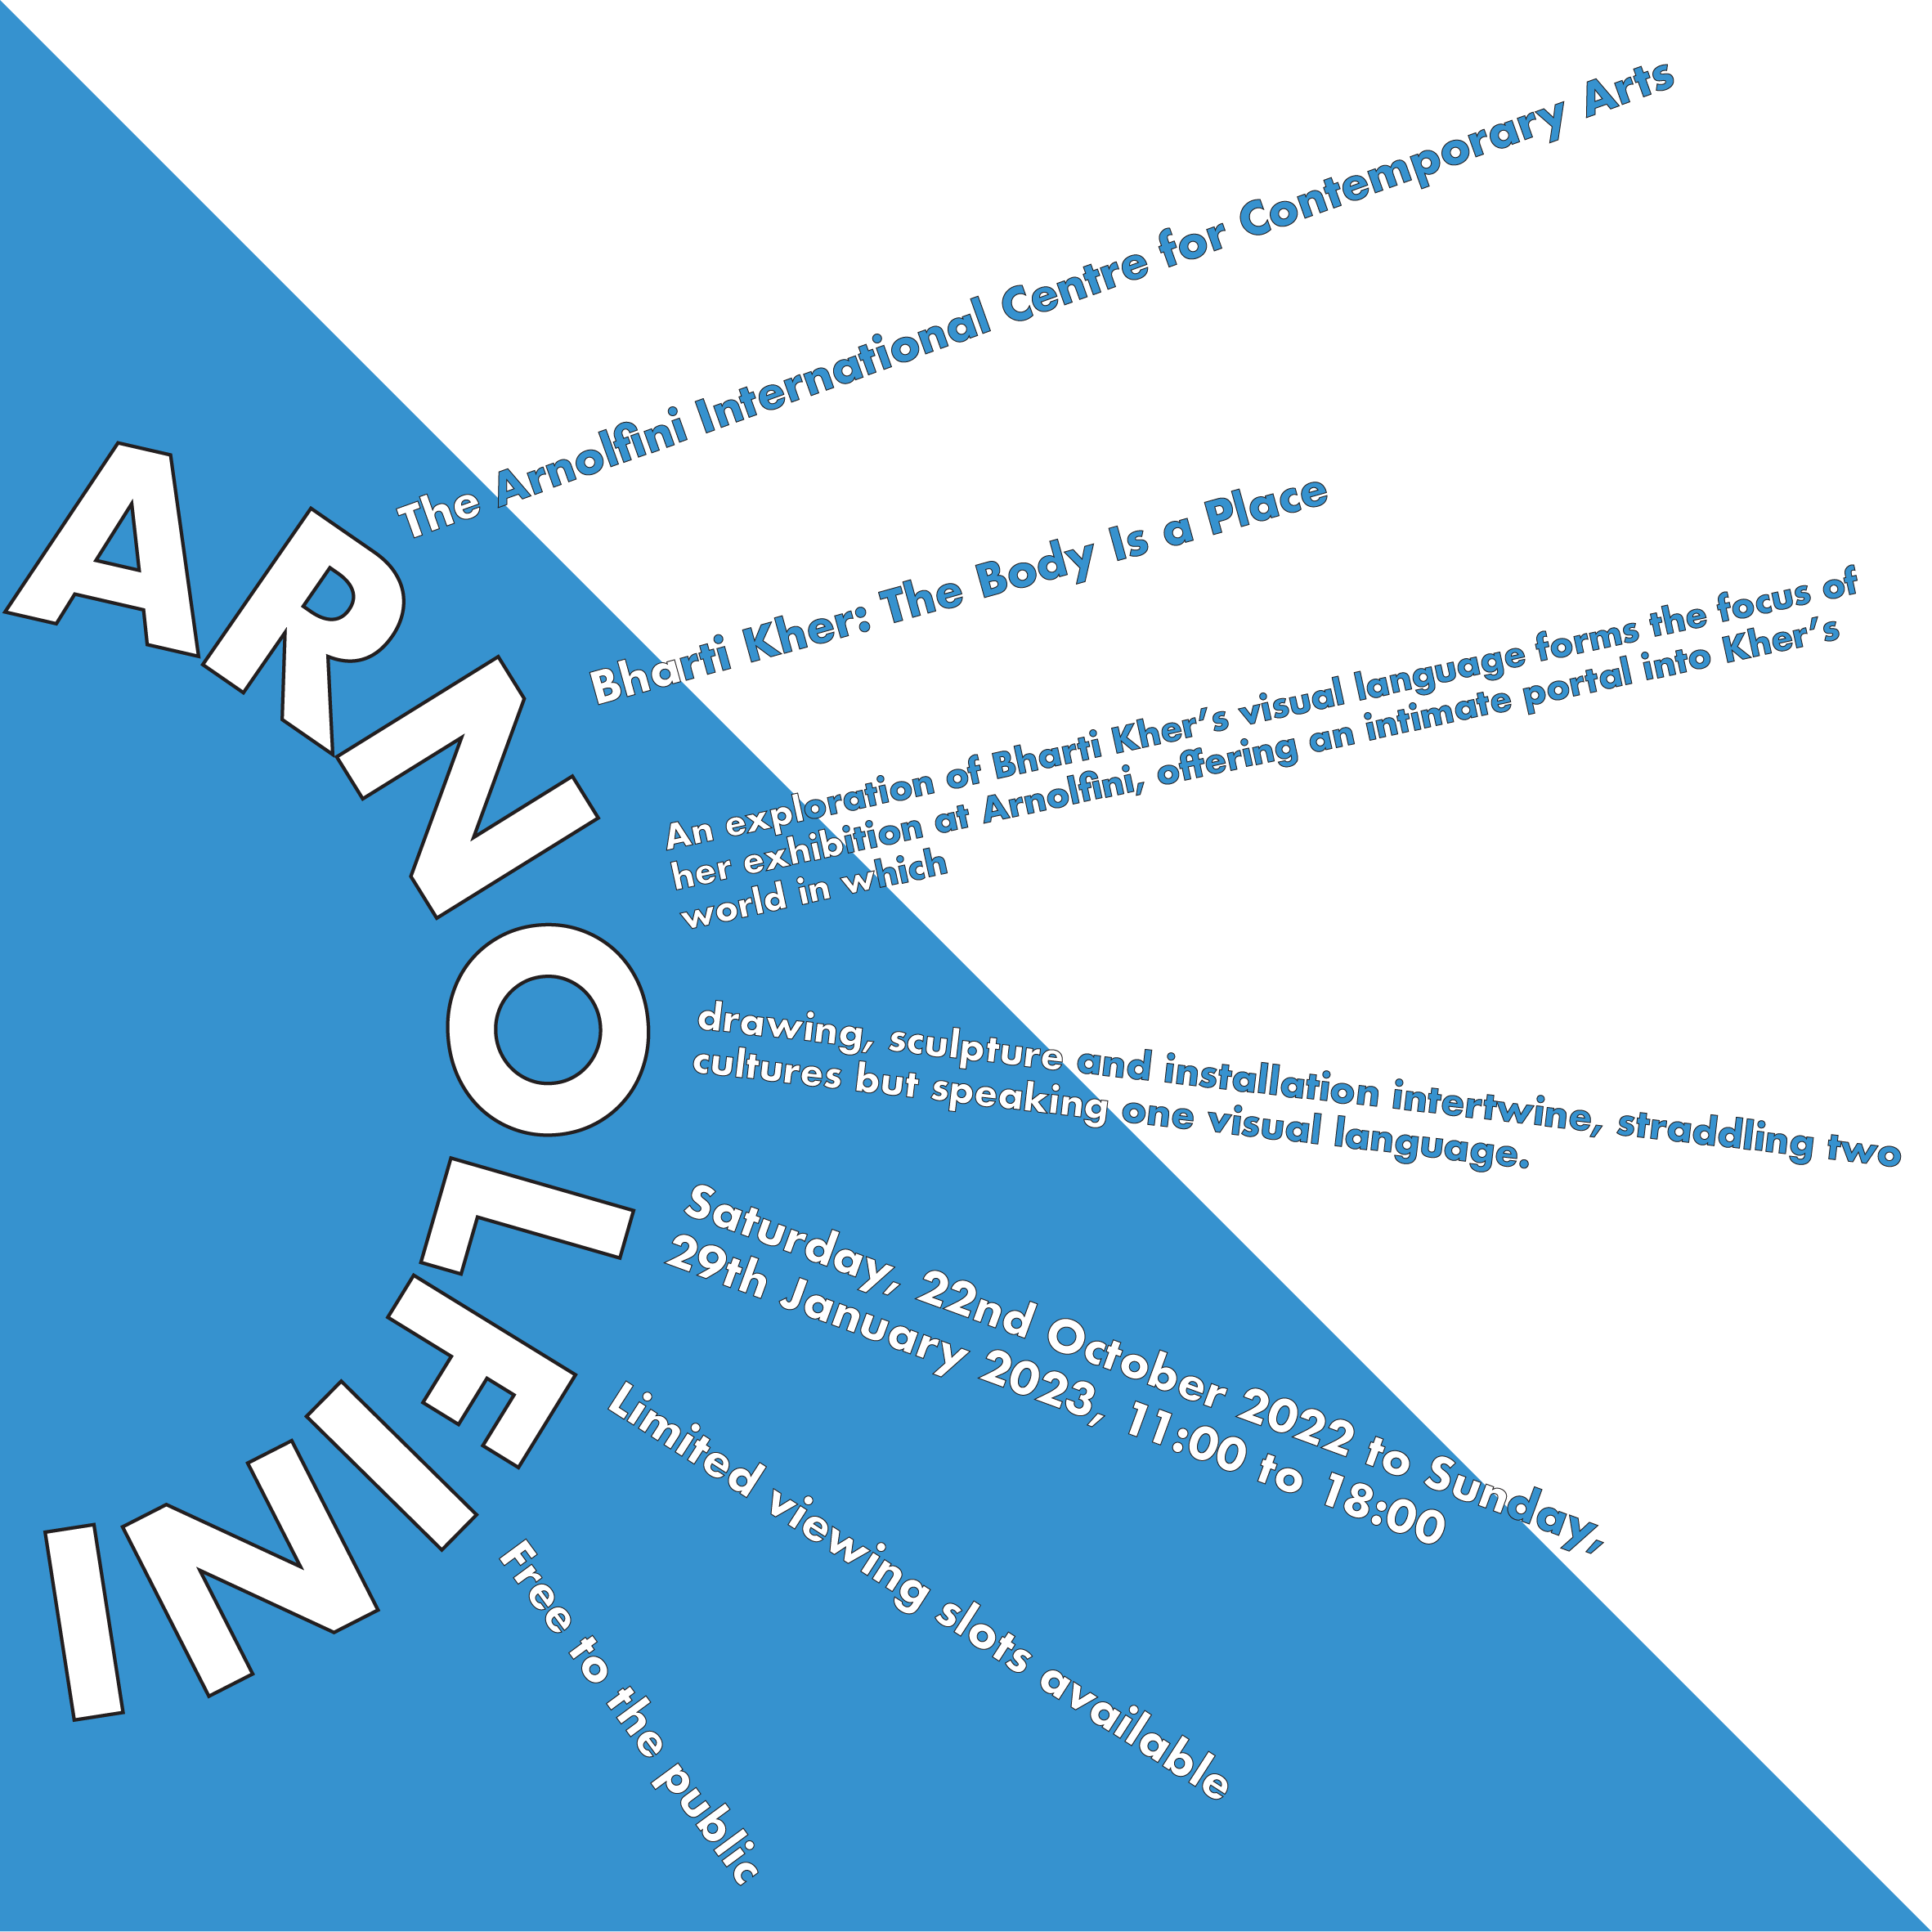 ARNOLFINI
The Arnolfini International Centre for Contemporary Arts
Bharti Kher: The Body Is a Place
An exploration of Bharti Kher’s visual language forms the focus of
her exhibition at Arnolfini, offering an intimate portal into Kher’s
world in which
drawing, sculpture and installation intertwine, straddling two
cultures but speaking one visual language.
Saturday, 22nd October 2022 to Sunday,
29th January 2023, 11:00 to 18:00
Limited viewing slots available
Free to the public